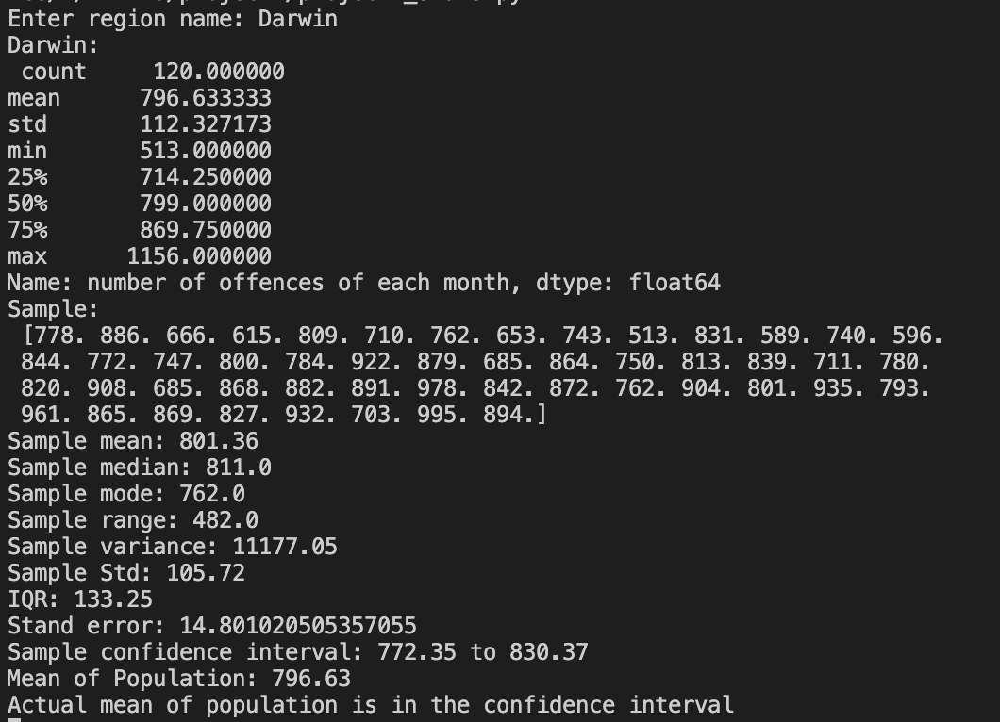 Enter region name: Darwin
Darwin:
count 120.000000
mean 796.633333
std 112.327173
min 513.000000
25% 714.250000
50% 799.000000
75% 869.750000
max 1156.000000
Name: number of offences of each month, dtype: float64
Sample:
[778. 886. 666. 615. 809. 710. 762. 653. 743. 513. 831. 589. 740. 596.
844. 772. 747. 800. 784. 922. 879. 685. 864. 750. 813. 839. 711. 780.
820. 908. 685. 868. 882. 891. 978. 842. 872. 762. 904. 801. 935. 793.
961. 865. 869. 827. 932. 703. 995. 894.]
Sample mean: 801.36
Sample median: 811.0
Sample mode: 762.0
Sample range: 482.0
Sample variance: 11177.05
Sample Std: 105.72
IQR: 133.25
Stand error: 14.801020505357055
Sample confidence interval: 772.35 to 830.37
Mean of Population: 796.63
Actual mean of population is in the confidence interval